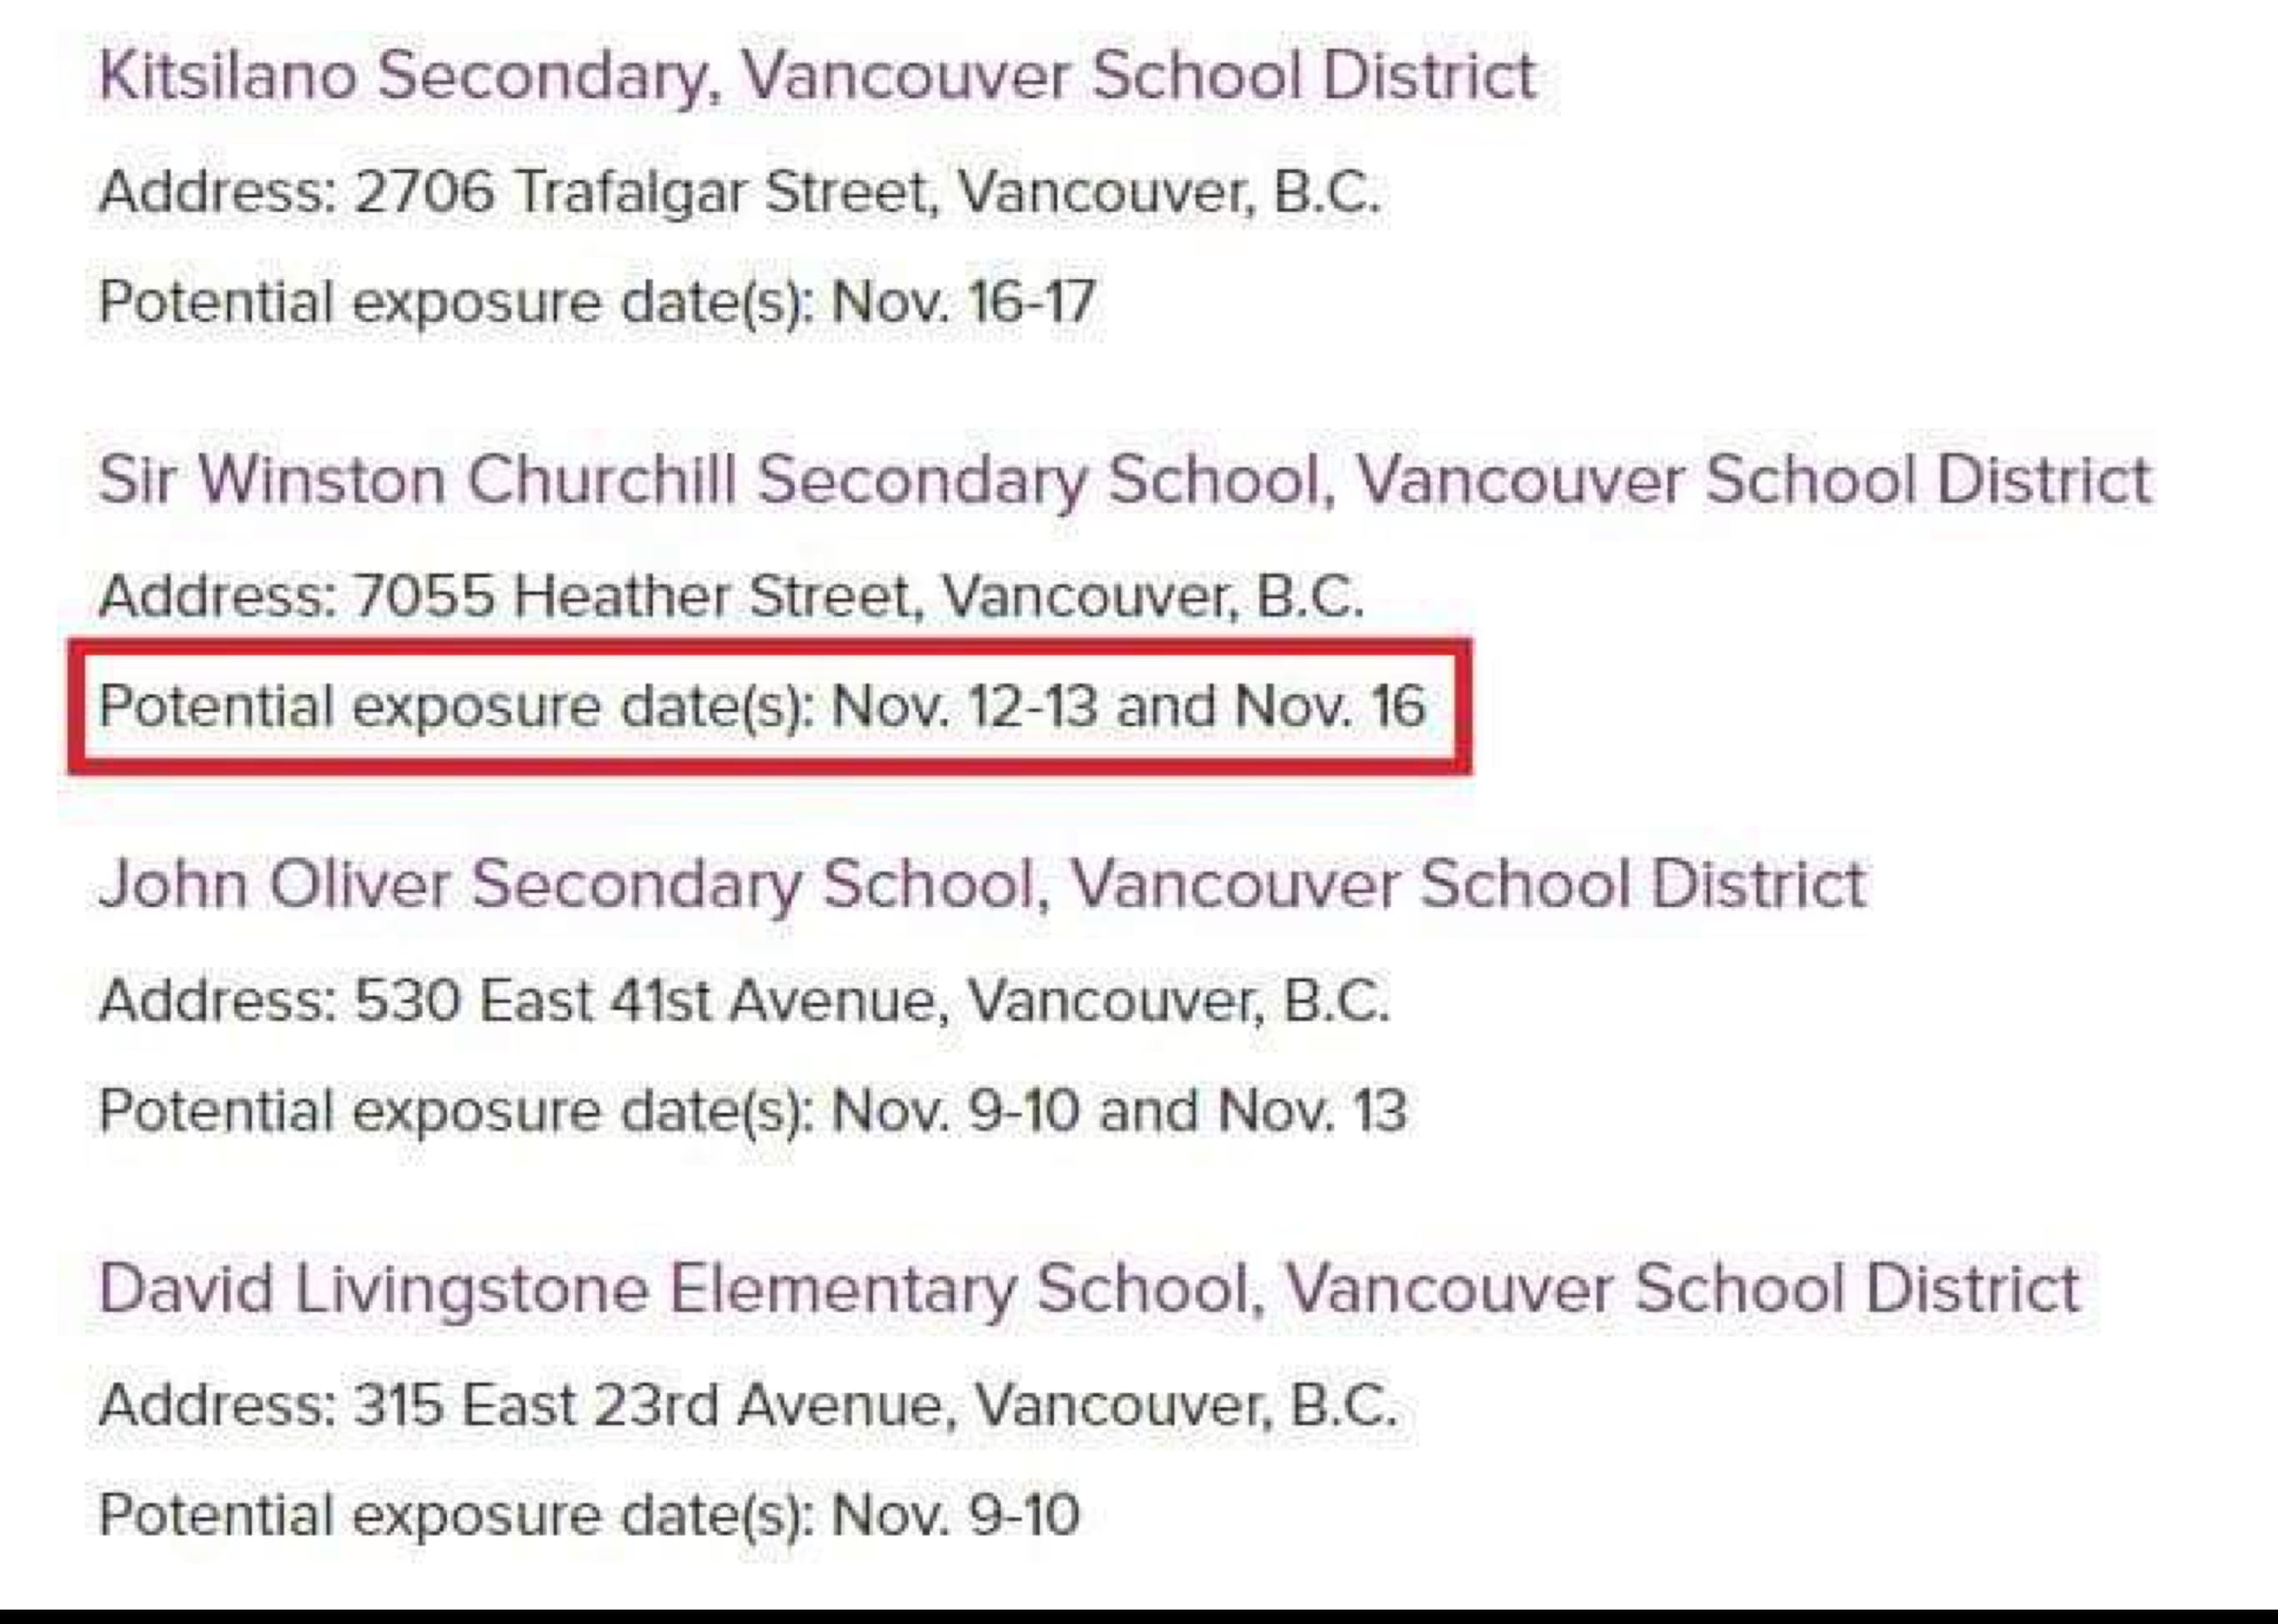 Kitsilano Secondary, Vancouver School District
Address: 2706 Trafalgar Street, Vancouver, B.C.
Potential exposure date(s): Nov. 16-17
Sir Winston Churchill Secondary School, Vancouver School District
Address: 7055 Heather Street, Vancouver, B.C.
Potential exposure date(s): Nov. 12-13 and Nov. 16
John Oliver Secondary School, Vancouver School District
Address: 530 East 41st Avenue, Vancouver, B.C.
Potential exposure date(s): Nov. 9-10 and Nov. 13
David Livingstone Elementary School, Vancouver School District
Address: 315 East 23rd Avenue, Vancouver, B.C.
Potential exposure date(s): Nov. 9-10